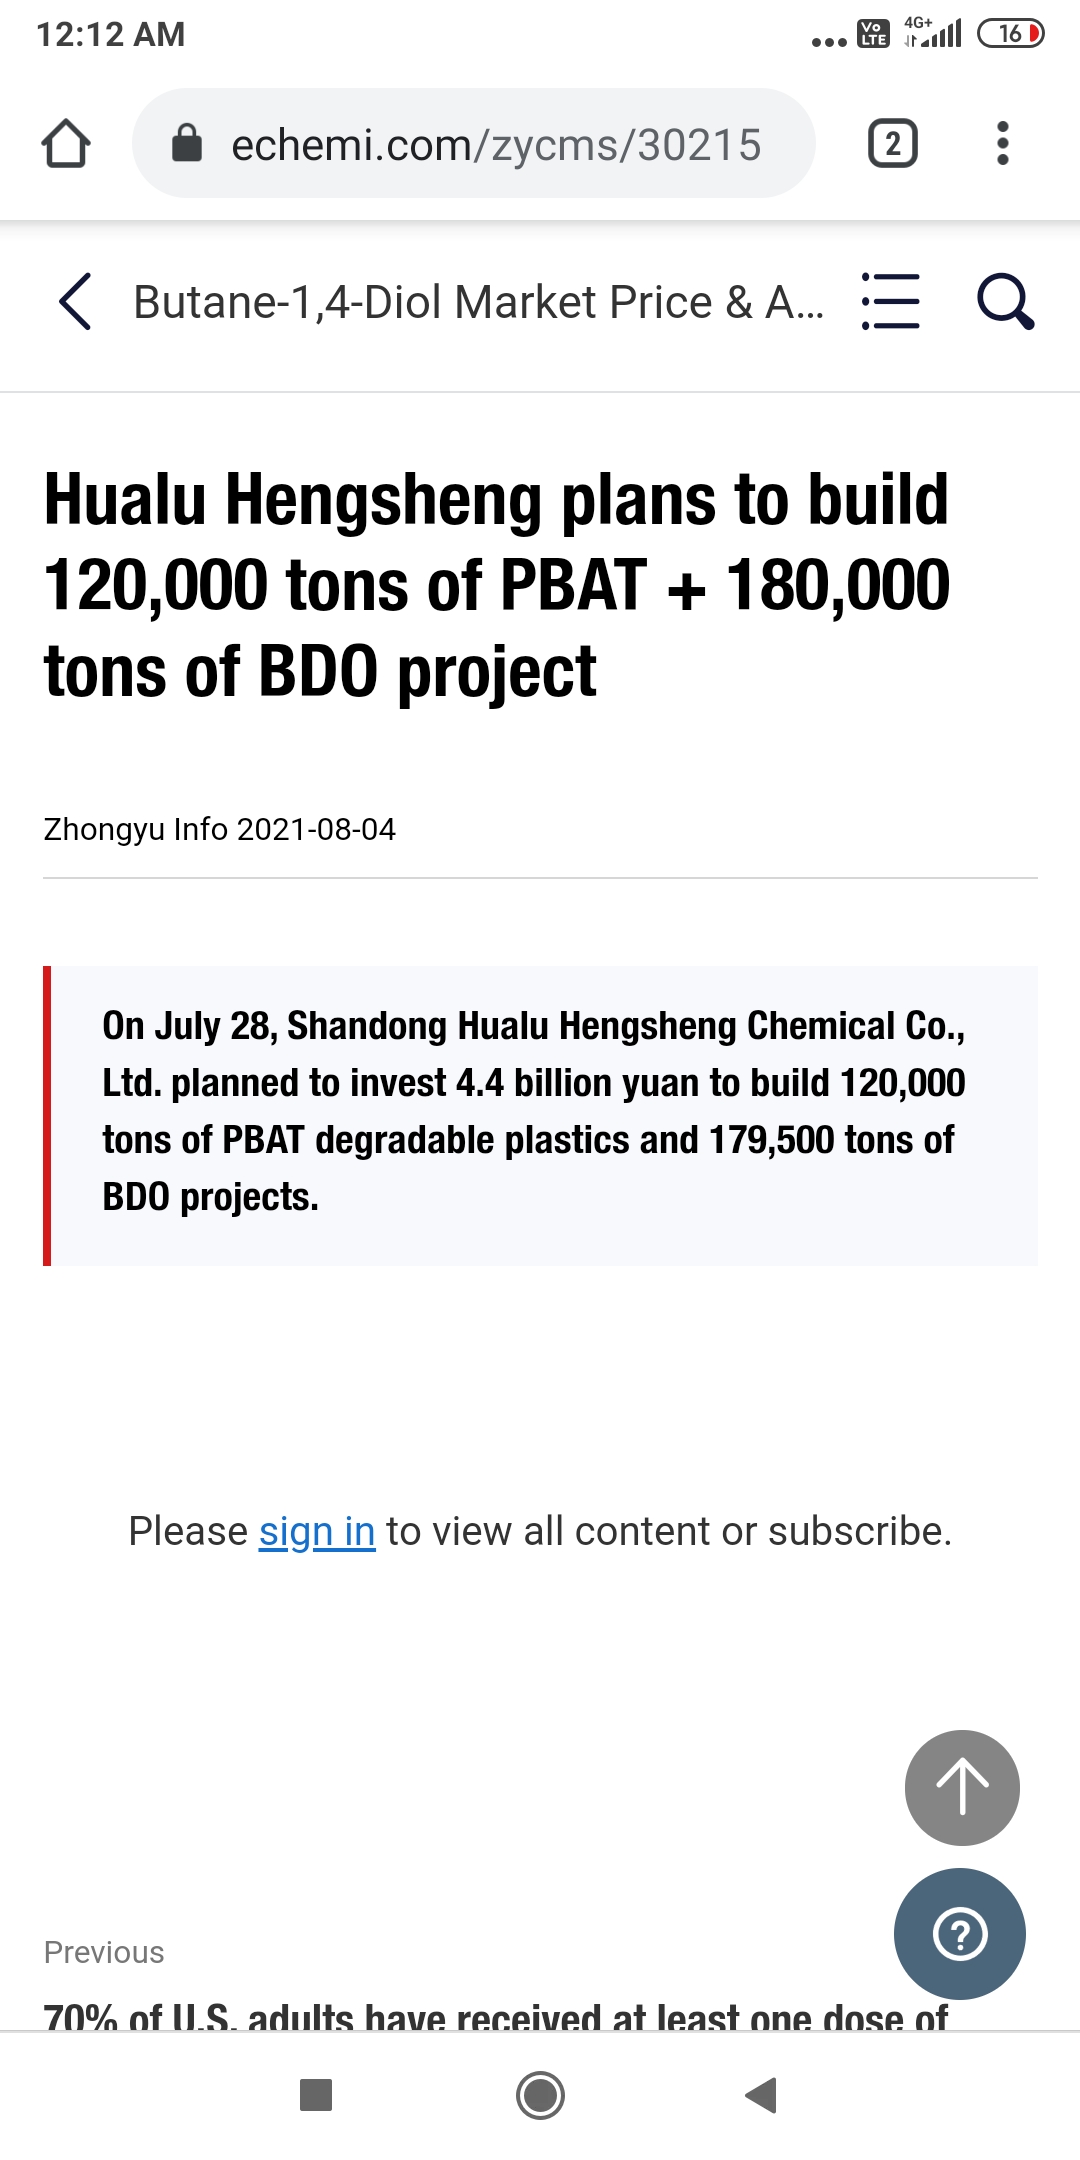 12:12 AM
Vo LTE 4G+ 16
echemi.com/zycms/30215
2
Butane-1,4-Diol Market Price & A...
Hualu Hengsheng plans to build
120,000 tons of PBAT + 180,000
tons of BDO project
Zhongyu Info 2021-08-04
On July 28, Shandong Hualu Hengsheng Chemical Co.,
Ltd. planned to invest 4.4 billion yuan to build 120,000
tons of PBAT degradable plastics and 179,500 tons of
BDO projects.
Please sign in to view all content or subscribe.
?
Previous
70% of U.S. adults have received at least one dose of